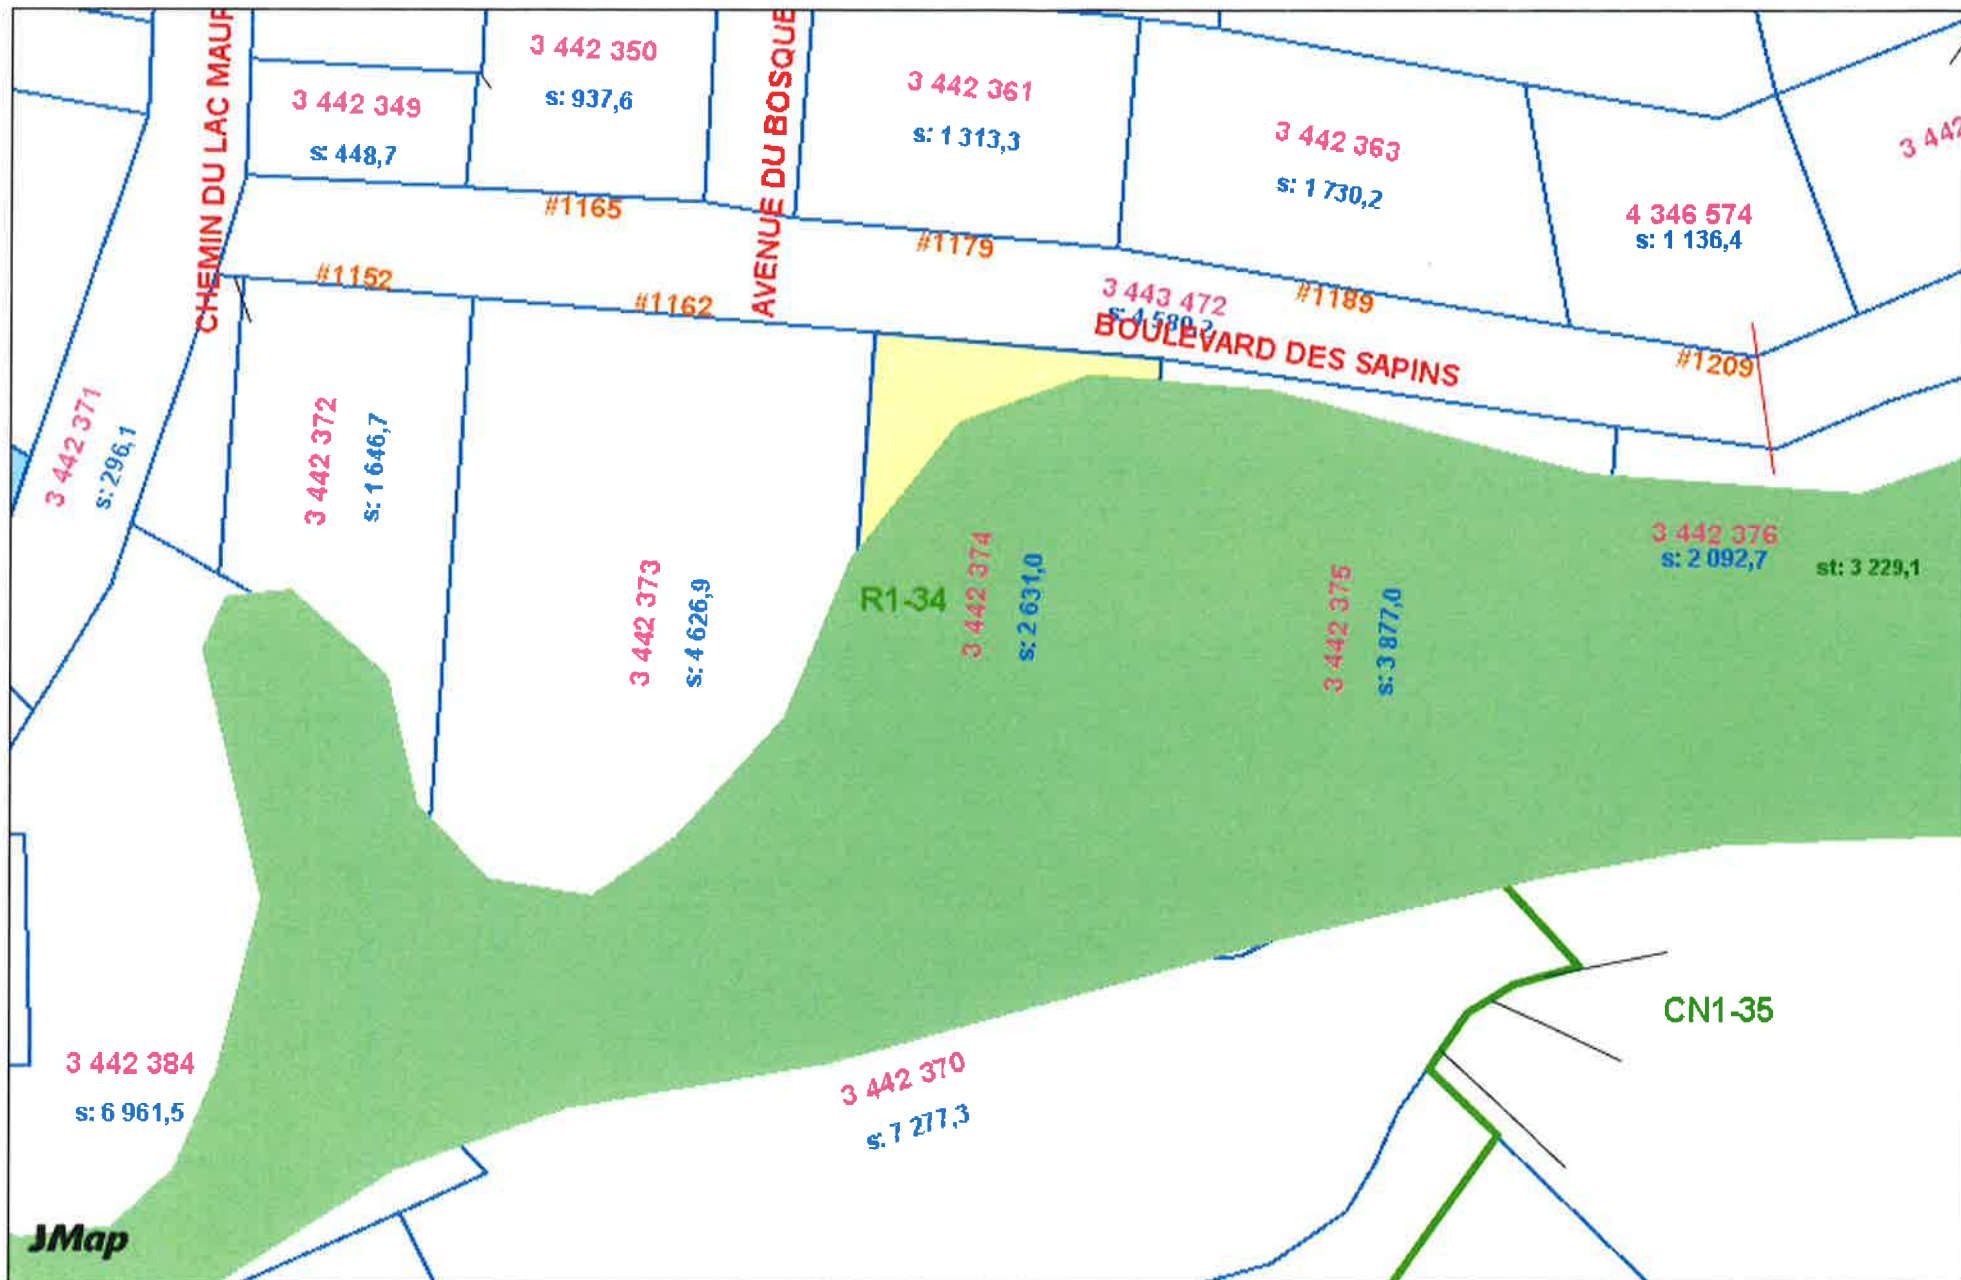 CHEMIN DU LAC MAUR
3 442 350
s: 937,6
3 442 349
s: 448,7
AVENUE DU BOSQUE
3 442 361
s: 1 313,3
3 442 363
s: 1 730,2
3 442
4 346 574
s: 1 136,4
#1165
#1179
#1152
#1162
3 443 472
s: 4 589,2
#1189
BOULEVARD DES SAPINS
#1209
3 442 371
s: 296,1
3 442 372
s: 1 646,7
3 442 373
s: 4 626,9
R1-34
3 442 374
s: 2 631,0
3 442 375
s: 3 877,0
3 442 376
s: 2 092,7
st: 3 229,1
CN1-35
3 442 384
s: 6 961,5
3 442 370
s: 7 277,3
JMap